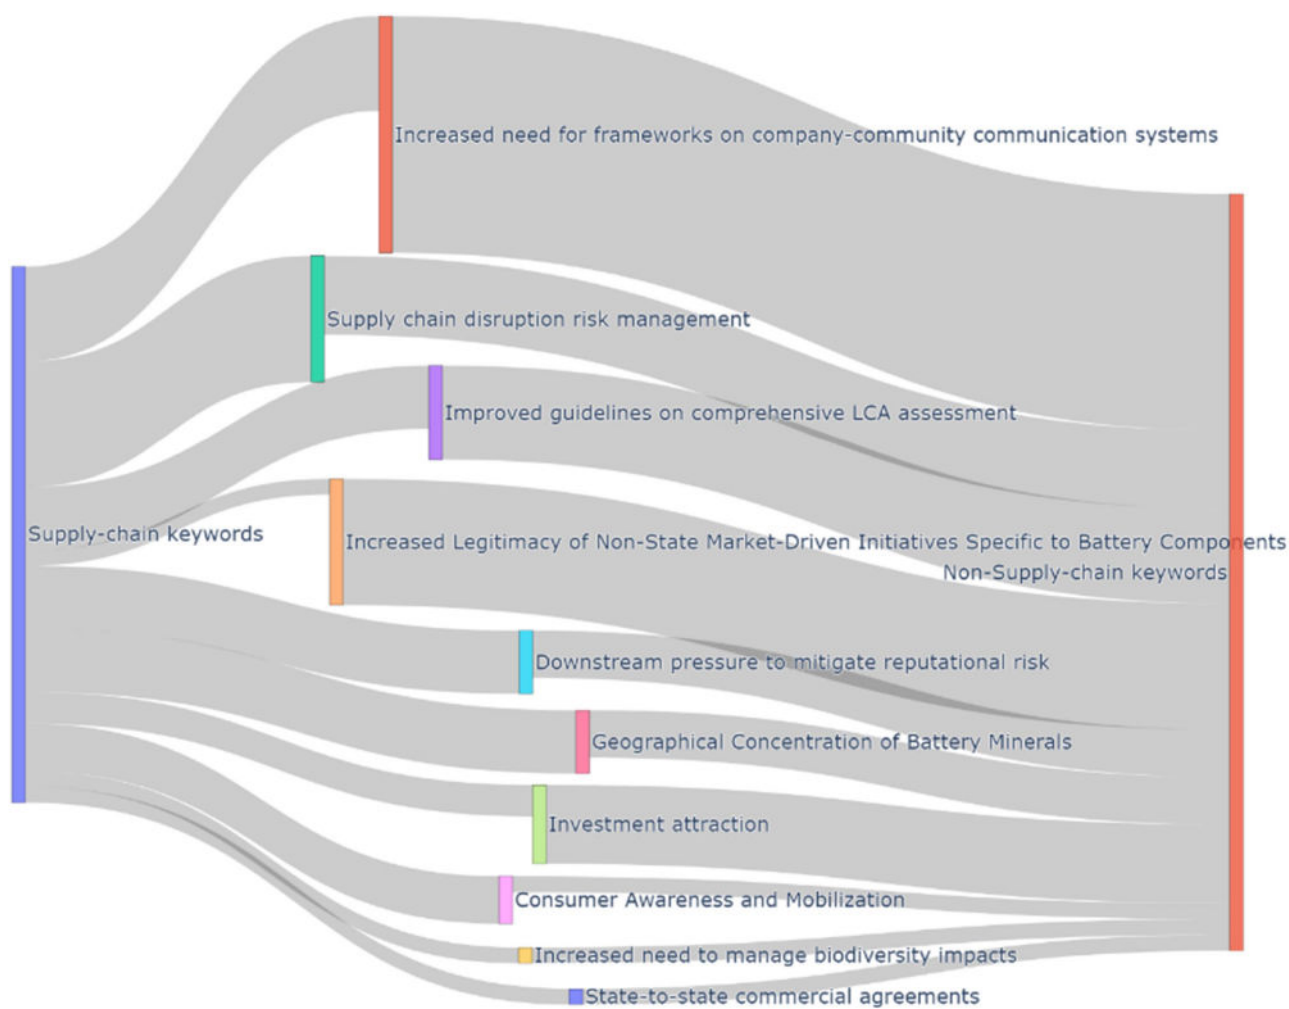 Increased need for frameworks on company-community communication systems
Supply chain disruption risk management
Improved guidelines on comprehensive LCA assessment
Supply-chain keywords
Increased Legitimacy of Non-State Market-Driven Initiatives Specific to Battery Components
Non-Supply-chain keywords
Downstream pressure to mitigate reputational risk
Geographical Concentration of Battery Minerals
Investment attraction
Consumer Awareness and Mobilization
Increased need to manage biodiversity impacts
State-to-state commercial agreements